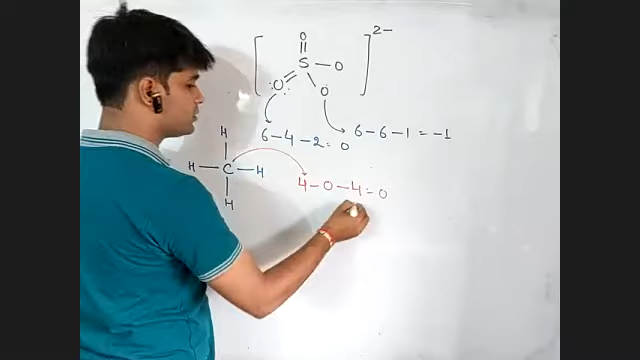 O 2-
S O
:O: O
6-4-2=0 6-6-1=-1
H
H C H
4-0-4=0
H